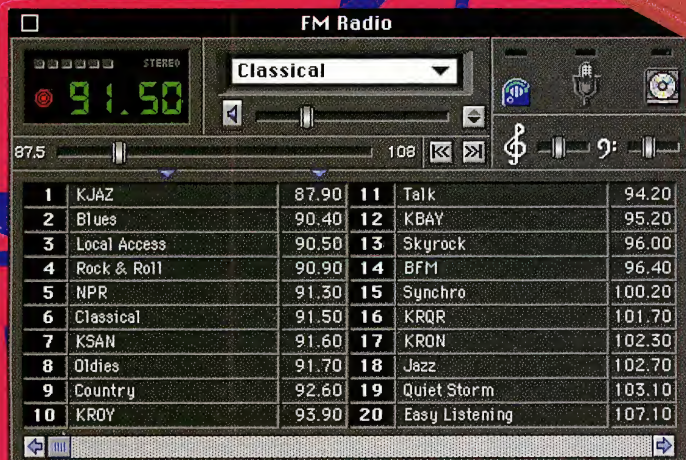 FM Radio
STEREO
91.50
Classical
87.5 108
1 KJAZ 87.90 11 Talk 94.20
2 Blues 90.40 12 KBAY 95.20
3 Local Access 90.50 13 Skyrock 96.00
4 Rock & Roll 90.90 14 BFM 96.40
5 NPR 91.30 15 Synchro 100.20
6 Classical 91.50 16 KRQR 101.70
7 KSAN 91.60 17 KRON 102.30
8 Oldies 91.70 18 Jazz 102.70
9 Country 92.60 19 Quiet Storm 103.10
10 KROY 93.90 20 Easy Listening 107.10